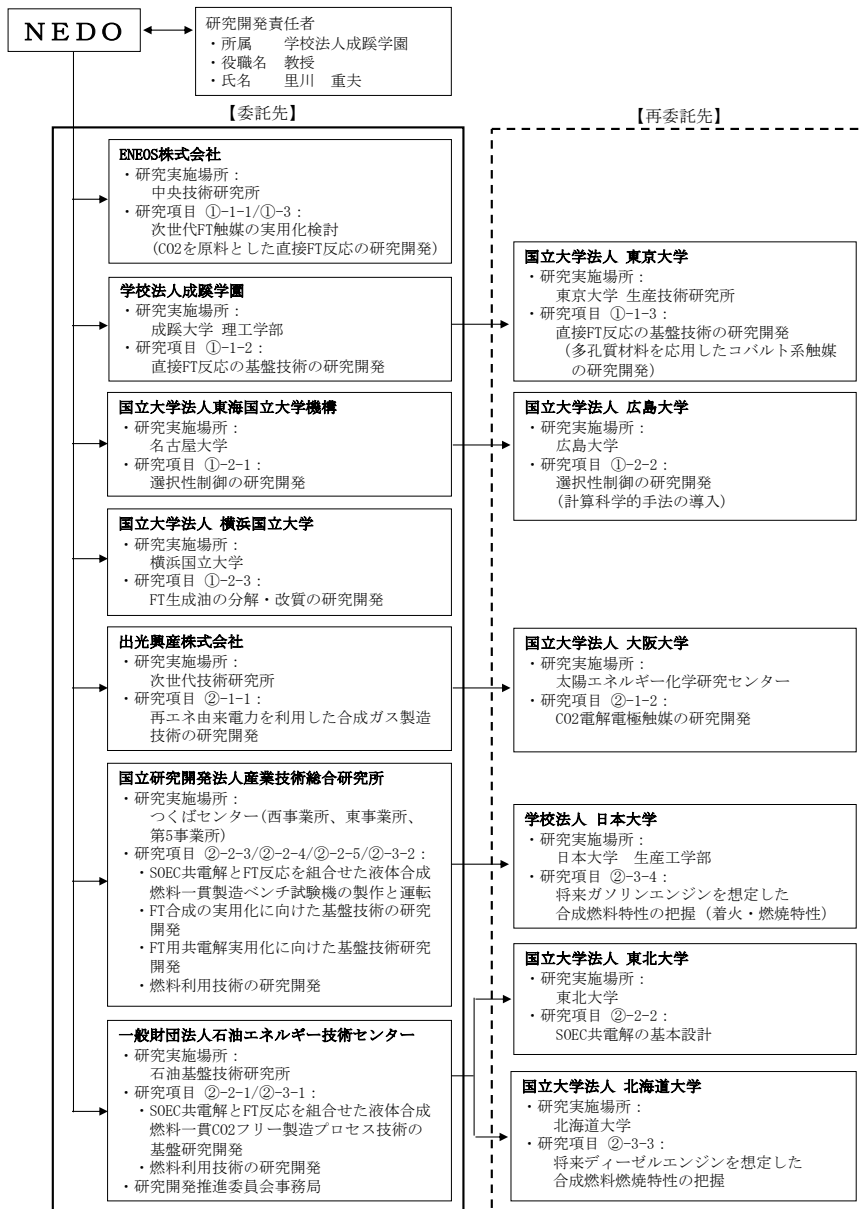 NEDO
研究開発責任者
・所属　　学校法人成蹊学園
・役職名　教授
・氏名　　里川　重夫
【委託先】
ENEOS株式会社
・研究実施場所：
中央技術研究所
・研究項目 ①-1-1/①-3：
次世代FT触媒の実用化検討
(CO2を原料とした直接FT反応の研究開発)
学校法人成蹊学園
・研究実施場所：
成蹊大学 理工学部
・研究項目 ①-1-2：
直接FT反応の基盤技術の研究開発
国立大学法人東海国立大学機構
・研究実施場所：
名古屋大学
・研究項目 ①-2-1：
選択性制御の研究開発
国立大学法人 横浜国立大学
・研究実施場所：
横浜国立大学
・研究項目 ①-2-3：
FT生成油の分解・改質の研究開発
出光興産株式会社
・研究実施場所：
次世代技術研究所
・研究項目 ②-1-1：
再エネ由来電力を利用した合成ガス製造
技術の研究開発
国立研究開発法人産業技術総合研究所
・研究実施場所：
つくばセンター(西事業所、東事業所、
第5事業所)
・研究項目 ②-2-3/②-2-4/②-2-5/②-3-2：
・SOEC共電解とFT反応を組合せた液体合成
燃料一貫製造ベンチ試験機の製作と運転
・FT合成の実用化に向けた基盤技術の研究
開発
・FT用共電解実用化に向けた基盤技術研究
開発
・燃料利用技術の研究開発
一般財団法人石油エネルギー技術センター
・研究実施場所：
石油基盤技術研究所
・研究項目 ②-2-1/②-3-1：
・SOEC共電解とFT反応を組合せた液体合成
燃料一貫CO2フリー製造プロセス技術の
基盤研究開発
・燃料利用技術の研究開発
・研究開発推進委員会事務局
【再委託先】
国立大学法人 東京大学
・研究実施場所：
東京大学 生産技術研究所
・研究項目 ①-1-3：
直接FT反応の基盤技術の研究開発
（多孔質材料を応用したコバルト系触媒
の研究開発）
国立大学法人 広島大学
・研究実施場所：
広島大学
・研究項目 ①-2-2：
選択性制御の研究開発
(計算科学的手法の導入)
国立大学法人 大阪大学
・研究実施場所：
太陽エネルギー化学研究センター
・研究項目 ②-1-2：
CO2電解電極触媒の研究開発
学校法人 日本大学
・研究実施場所：
日本大学　生産工学部
・研究項目 ②-3-4：
将来ガソリンエンジンを想定した
合成燃料特性の把握（着火・燃焼特性）
国立大学法人 東北大学
・研究実施場所：
東北大学
・研究項目 ②-2-2：
SOEC共電解の基本設計
国立大学法人 北海道大学
・研究実施場所：
北海道大学
・研究項目 ②-3-3：
将来ディーゼルエンジンを想定した
合成燃料燃焼特性の把握